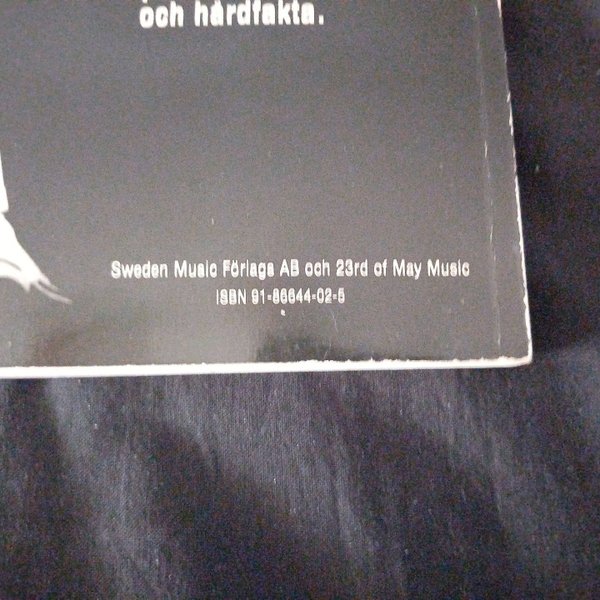 och hårdfakta.
Sweden Music Förlags AB och 23rd of May Music
ISBN 91-86644-02-5